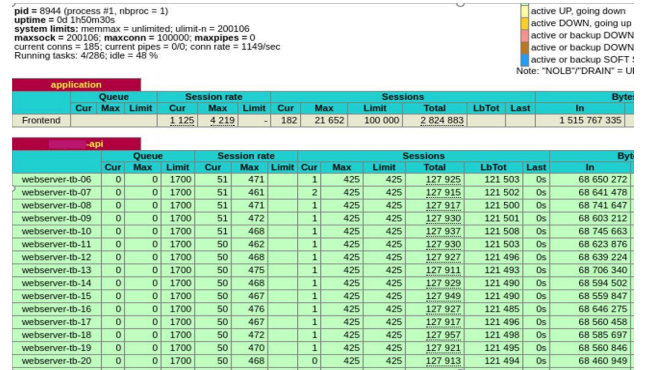 pid = 8944 (process #1, nbproc = 1)
uptime = 0d 1h50m30s
system limits: memmax = unlimited; ulimit-n = 200106
maxsock = 200106; maxconn = 100000; maxpipes = 0
current conns = 185; current pipes = 0/0; conn rate = 1149/sec
Running tasks: 4/286; idle = 48 %
active UP, going down
active DOWN, going up
active or backup DOWN
active or backup DOWN
active or backup SOFT S
Note: "NOLB"/"DRAIN" = U
application
Queue Session rate Sessions Byte
Cur Max Limit Cur Max Limit Cur Max Limit Total LbTot Last In
Frontend 1 125 4 219 - 182 21 652 100 000 2 824 883 1 515 767 335
-api
Queue Session rate Sessions Byt
Cur Max Limit Cur Max Limit Cur Max Limit Total LbTot Last In
webserver-tb-06 0 0 1700 51 471 1 425 425 127 925 121 503 0s 68 650 272
webserver-tb-07 0 0 1700 51 461 2 425 425 127 915 121 502 0s 68 641 478
webserver-tb-08 0 0 1700 51 471 1 425 425 127 917 121 500 0s 68 741 647
webserver-tb-09 0 0 1700 51 472 1 425 425 127 930 121 501 0s 68 603 212
webserver-tb-10 0 0 1700 51 468 1 425 425 127 937 121 508 0s 68 745 663
webserver-tb-11 0 0 1700 50 462 1 425 425 127 930 121 503 0s 68 623 876
webserver-tb-12 0 0 1700 50 468 1 425 425 127 927 121 496 0s 68 639 224
webserver-tb-13 0 0 1700 50 475 1 425 425 127 911 121 493 0s 68 706 340
webserver-tb-14 0 0 1700 50 468 1 425 425 127 929 121 490 0s 68 594 502
webserver-tb-15 0 0 1700 50 467 1 425 425 127 949 121 490 0s 68 559 847
webserver-tb-16 0 0 1700 50 476 1 425 425 127 927 121 485 0s 68 646 275
webserver-tb-17 0 0 1700 50 467 1 425 425 127 917 121 496 0s 68 560 458
webserver-tb-18 0 0 1700 50 472 1 425 425 127 957 121 498 0s 68 585 697
webserver-tb-19 0 0 1700 50 470 1 425 425 127 921 121 495 0s 68 560 846
webserver-tb-20 0 0 1700 50 468 0 425 425 127 913 121 494 0s 68 460 949